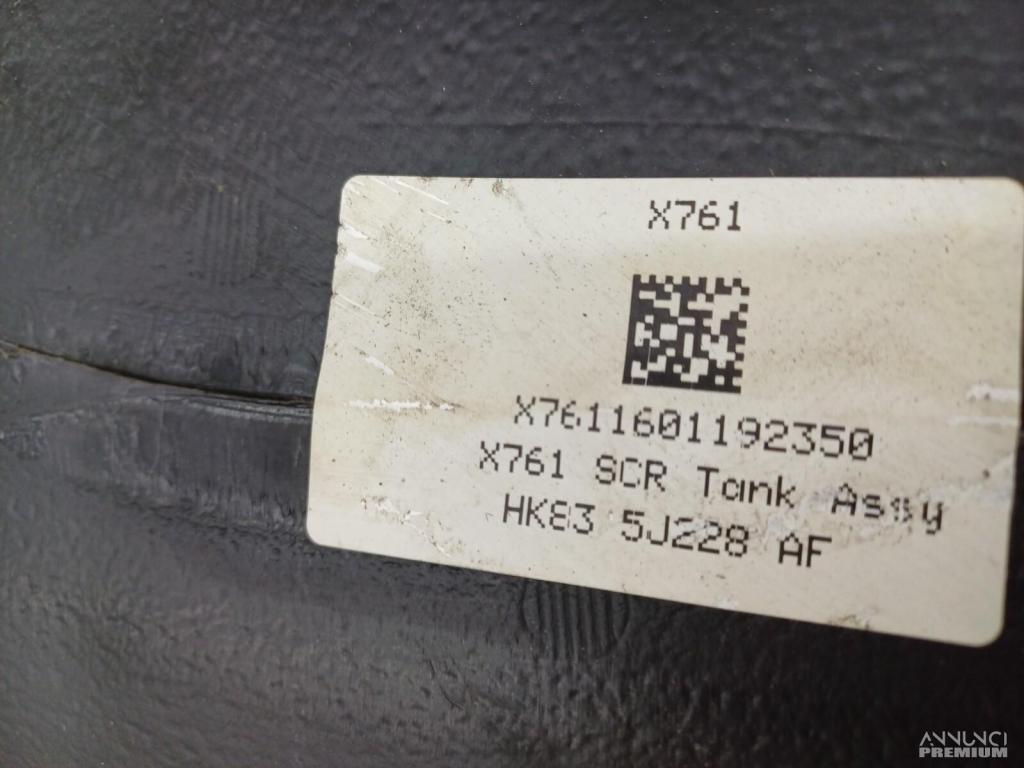 X761
X7611601192350
X761 SCR Tank Assy
HK83 5J228 AF
ANNUNCI
PREMIUM